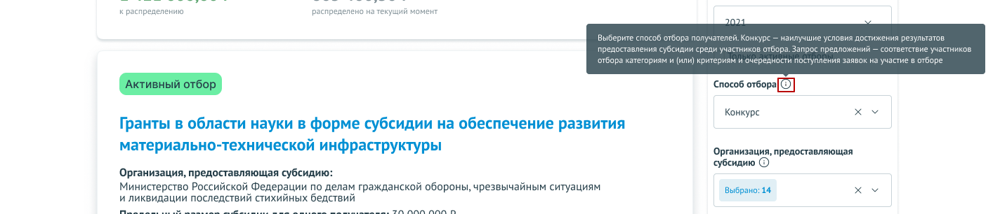 к распределению
распределено на текущий момент
Активный отбор
Гранты в области науки в форме субсидии на обеспечение развития
материально-технической инфраструктуры
Организация, предоставляющая субсидию:
Министерство Российской Федерации по делам гражданской обороны, чрезвычайным ситуациям
и ликвидации последствий стихийных бедствий
Предельный размер субсидии для одного получателя: 30 000 000 ₽
2021
Выберите способ отбора получателей. Конкурс — наилучшие условия достижения результатов
предоставления субсидии среди участников отбора. Запрос предложений — соответствие участников
отбора категориям и (или) критериям и очередности поступления заявок на участие в отборе
Только активные отборы
Способ отбора
Конкурс
Организация, предоставляющая
субсидию
Выбрано: 14